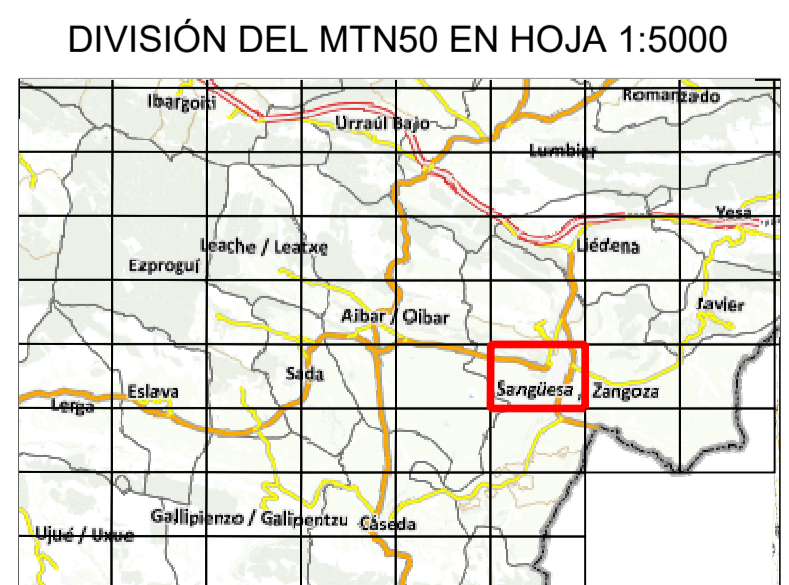 DIVISIÓN DEL MTN50 EN HOJA 1:5000
Ibargoiti
Romanzado
Urraúl Bajo
Lumbier
Yesa
Leache / Leatxe
Liédena
Ezprogui
Javier
Aibar / Oibar
Sada
Eslava
Sangüesa / Zangoza
Lerga
Gallipienzo / Galipentzu
Cáseda
Ujué / Uxue